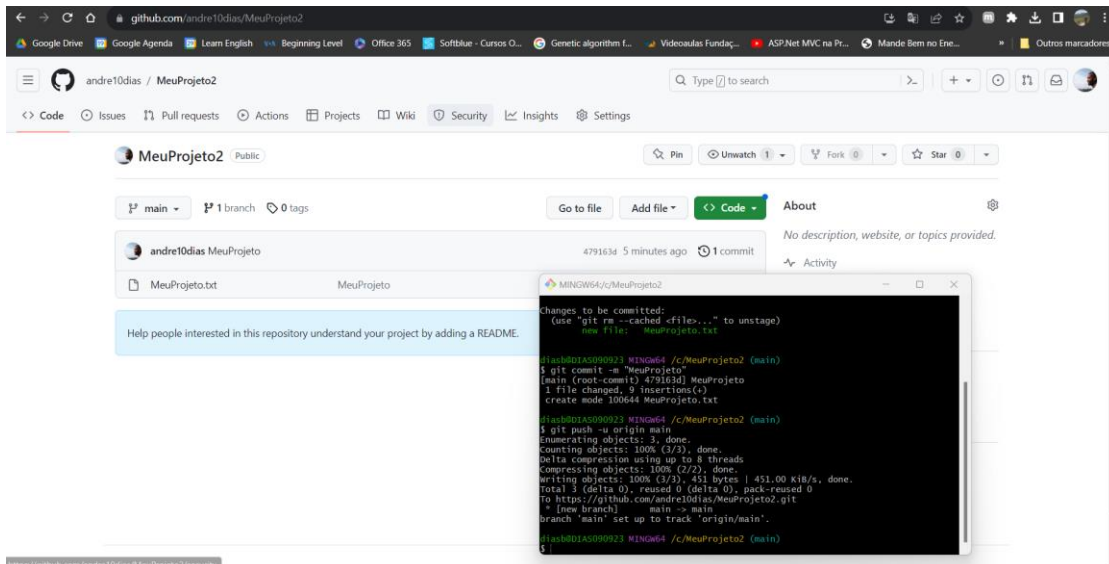 github.com/andre10dias/MeuProjeto2
Google Drive Google Agenda Learn English Beginning Level Office 365 Softblue - Cursos O... Genetic algorithm f... Videoaulas Fundaç... ASP.Net MVC na Pr... Mande Bem no Ene... » Outros marcadores
andre10dias / MeuProjeto2 Type / to search
<> Code Issues Pull requests Actions Projects Wiki Security Insights Settings
MeuProjeto2 Public Pin Unwatch 1 Fork 0 Star 0
main 1 branch 0 tags Go to file Add file <> Code About
No description, website, or topics provided.
andre10dias MeuProjeto 479163d 5 minutes ago 1 commit
Activity
MeuProjeto.txt MeuProjeto
Help people interested in this repository understand your project by adding a README.
MINGW64:/c/MeuProjeto2
Changes to be committed:
(use "git rm --cached <file>..." to unstage)
new file: MeuProjeto.txt
diasb@DIAS090923 MINGW64 /c/MeuProjeto2 (main)
$ git commit -m "MeuProjeto"
[main (root-commit) 479163d] MeuProjeto
1 file changed, 9 insertions(+)
create mode 100644 MeuProjeto.txt
diasb@DIAS090923 MINGW64 /c/MeuProjeto2 (main)
$ git push -u origin main
Enumerating objects: 3, done.
Counting objects: 100% (3/3), done.
Delta compression using up to 8 threads
Compressing objects: 100% (2/2), done.
Writing objects: 100% (3/3), 451 bytes | 451.00 KiB/s, done.
Total 3 (delta 0), reused 0 (delta 0), pack-reused 0
To https://github.com/andre10dias/MeuProjeto2.git
* [new branch] main -> main
branch 'main' set up to track 'origin/main'.
diasb@DIAS090923 MINGW64 /c/MeuProjeto2 (main)
$